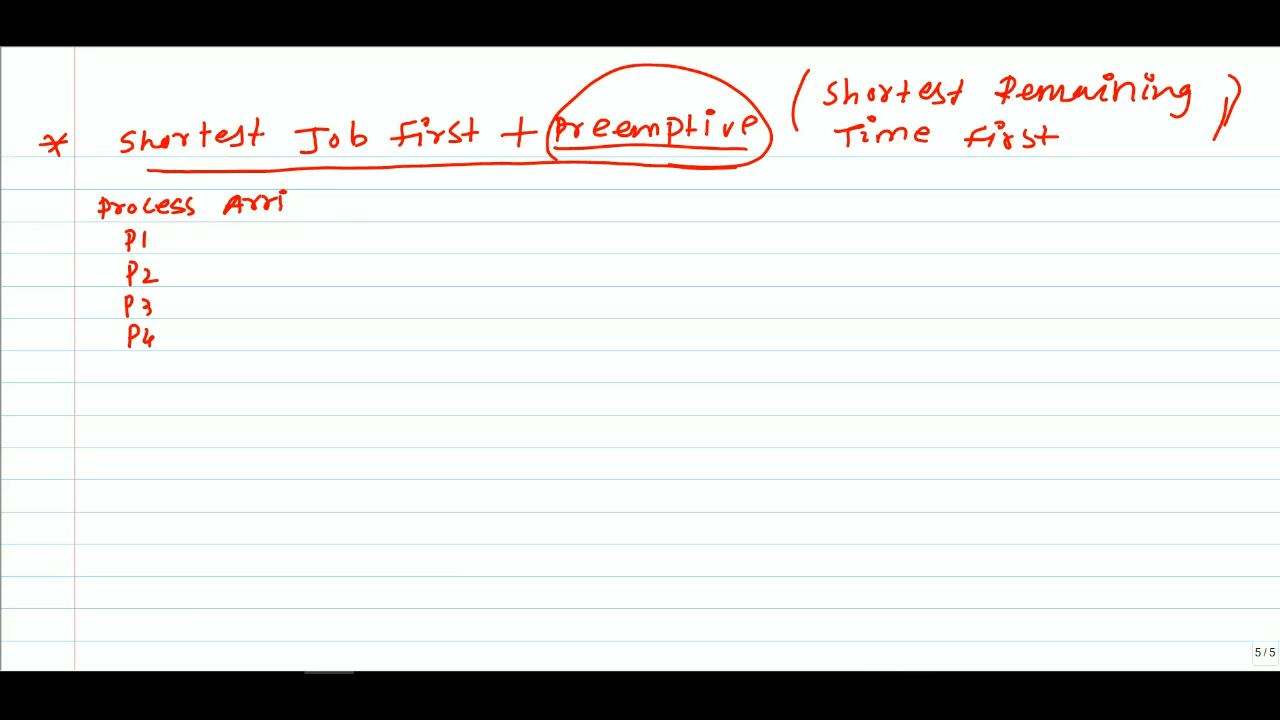 * Shortest Job First + Preemptive (Shortest Remaining
Time First)
Process Arri
P1
P2
P3
P4
5/5